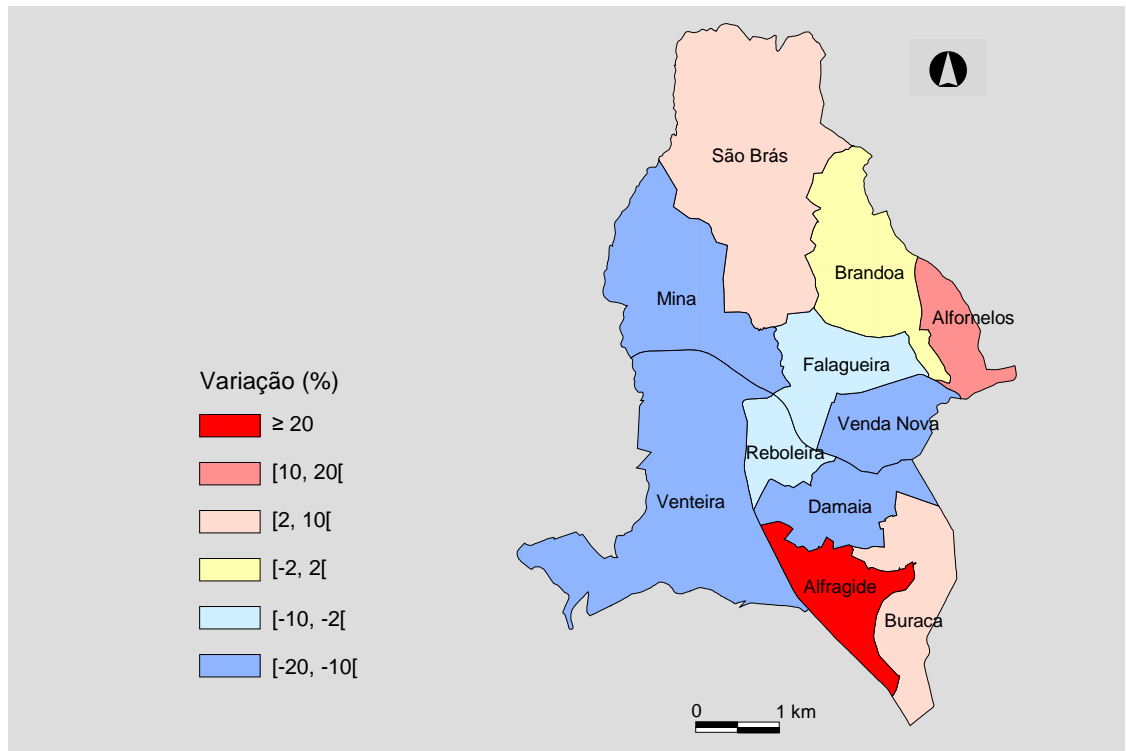 São Brás
Brandoa
Mina
Alfornelos
Falagueira
Venda Nova
Reboleira
Venteira
Damaia
Alfragide
Buraca
Variação (%)
≥ 20
[10, 20[
[2, 10[
[-2, 2[
[-10, -2[
[-20, -10[
0 1 km